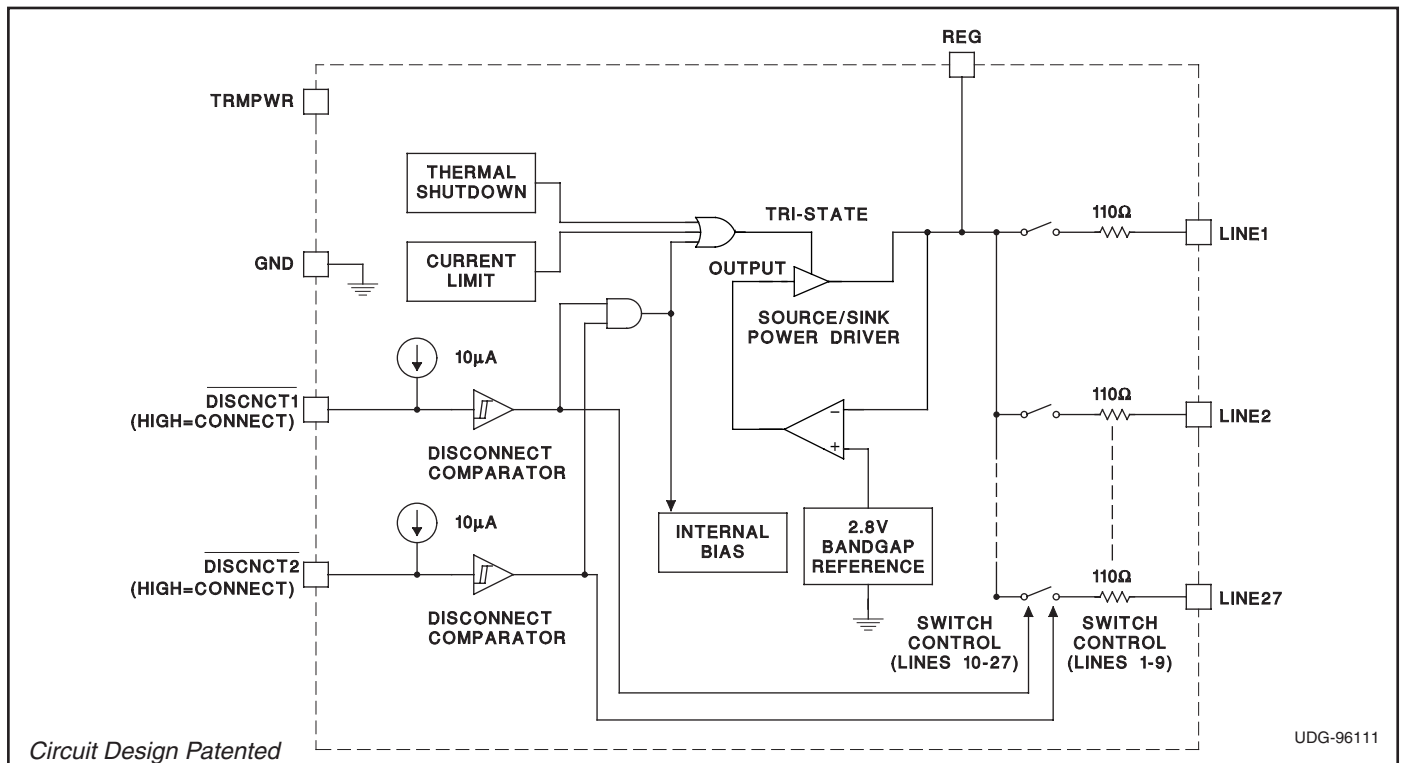 REG
TRMPWR
THERMAL
SHUTDOWN
TRI-STATE
110Ω
LINE1
GND
CURRENT
LIMIT
OUTPUT
SOURCE/SINK
POWER DRIVER
10µA
DISCNCT1
(HIGH=CONNECT)
DISCONNECT
COMPARATOR
–
+
110Ω
LINE2
10µA
INTERNAL
BIAS
2.8V
BANDGAP
REFERENCE
DISCNCT2
(HIGH=CONNECT)
DISCONNECT
COMPARATOR
110Ω
LINE27
SWITCH
CONTROL
(LINES 10-27)
SWITCH
CONTROL
(LINES 1-9)
Circuit Design Patented
UDG-96111